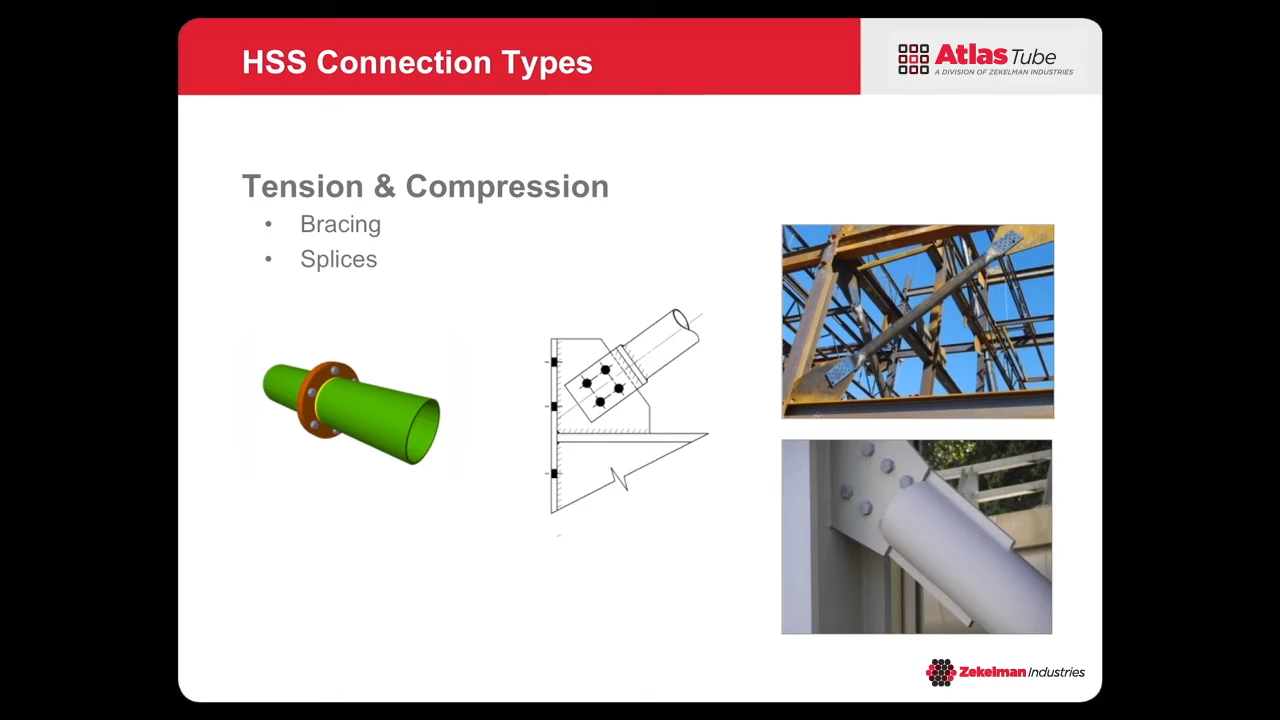 HSS Connection Types
Atlas Tube
A DIVISION OF ZEKELMAN INDUSTRIES
Tension & Compression
• Bracing
• Splices
Zekelman Industries